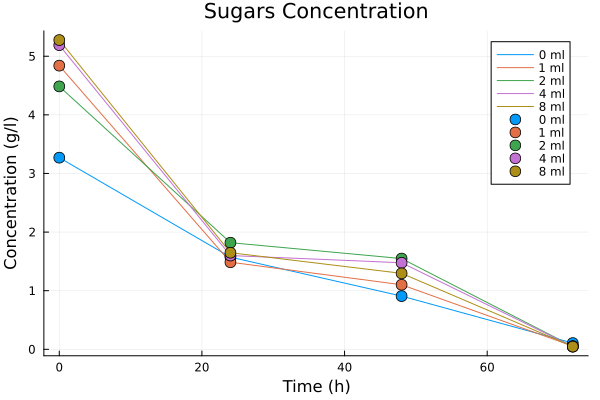 Sugars Concentration
Concentration (g/l)
5
4
3
2
1
0
0 ml
1 ml
2 ml
4 ml
8 ml
0 ml
1 ml
2 ml
4 ml
8 ml
0 20 40 60
Time (h)